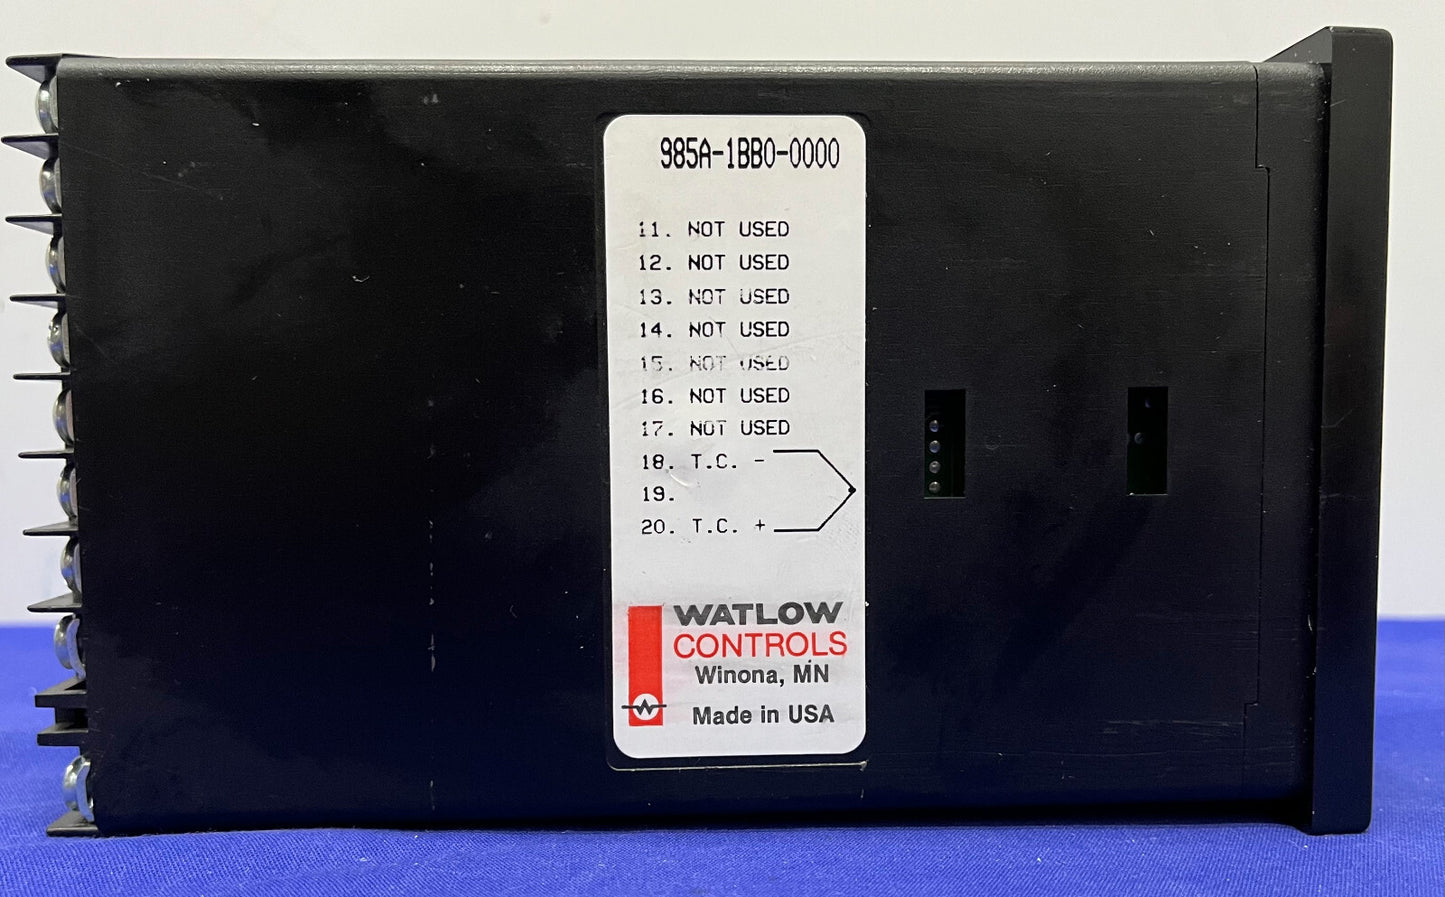 985A-1BB0-0000
11. NOT USED
12. NOT USED
13. NOT USED
14. NOT USED
15. NOT USED
16. NOT USED
17. NOT USED
18. T.C. -
19.
20. T.C. +
WATLOW
CONTROLS
Winona, MN
Made in USA